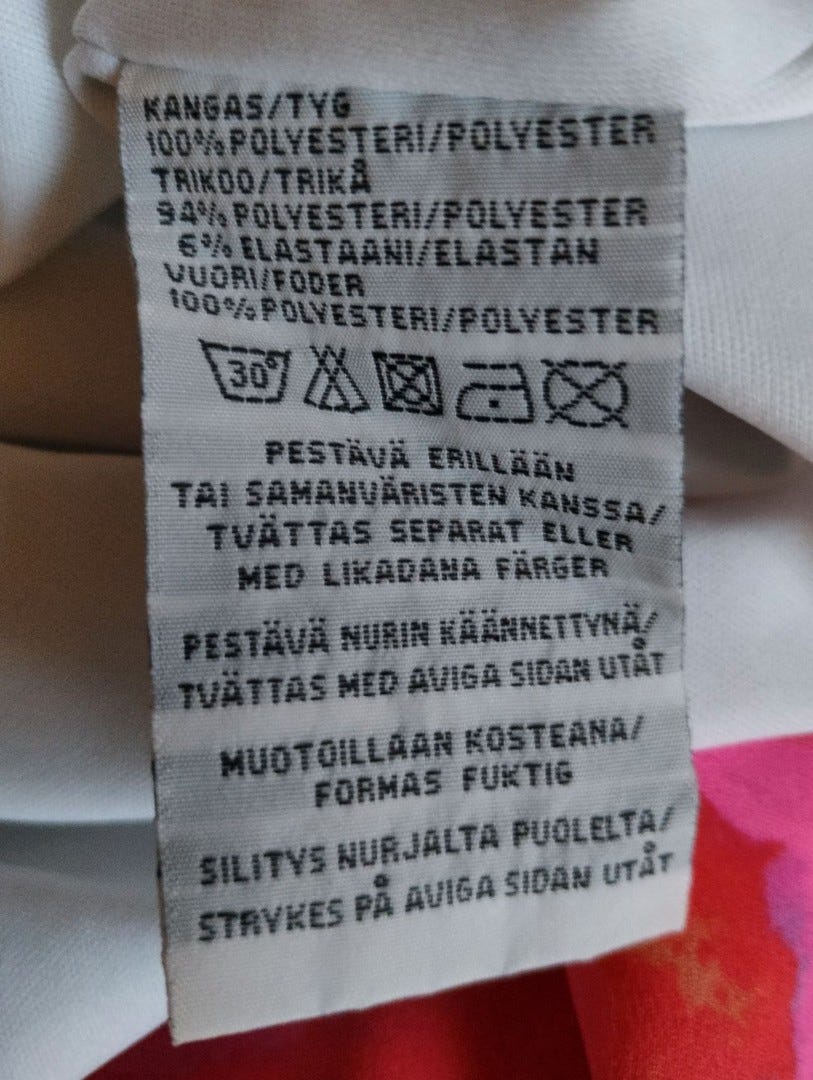 KANGAS/TYG
100% POLYESTERI/POLYESTER
TRIKOO/TRIKÅ
94% POLYESTERI/POLYESTER
6% ELASTAANI/ELASTAN
VUORI/FODER
100% POLYESTERI/POLYESTER
30°
PESTÄVÄ ERILLÄÄN
TAI SAMANVÄRISTEN KANSSA/
TVÄTTAS SEPARAT ELLER
MED LIKADANA FÄRGER
PESTÄVÄ NURIN KÄÄNNETTYNÄ/
TVÄTTAS MED AVIGA SIDAN UTÅT
MUOTOILLAAN KOSTEANA/
FORMAS FUKTIG
SILITYS NURJALTA PUOLELTA/
STRYKES PÅ AVIGA SIDAN UTÅT